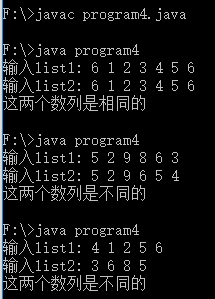 F:\>javac program4.java
F:\>java program4
输入list1: 6 1 2 3 4 5 6
输入list2: 6 1 2 3 4 5 6
这两个数列是相同的
F:\>java program4
输入list1: 5 2 9 8 6 3
输入list2: 5 2 9 6 5 4
这两个数列是不同的
F:\>java program4
输入list1: 4 1 2 5 6
输入list2: 3 6 8 5
这两个数列是不同的